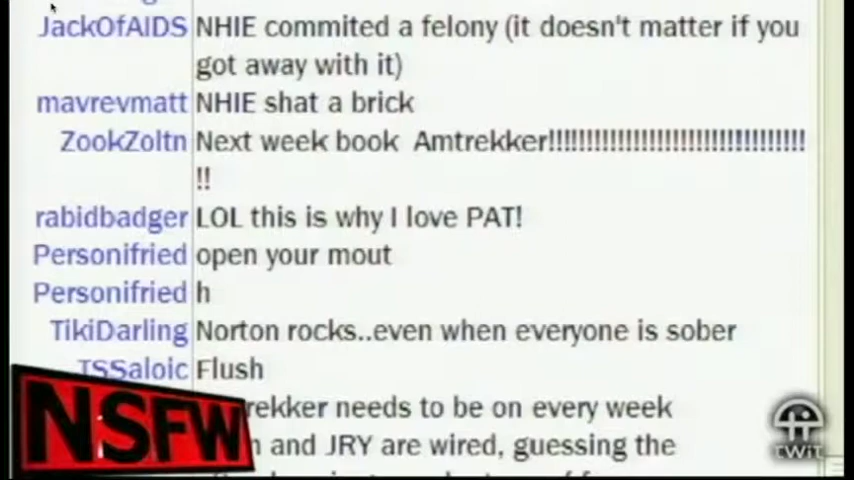 JackOfAIDS NHIE commited a felony (it doesn't matter if you
got away with it)
mavrevmatt NHIE shat a brick
ZookZoltn Next week book Amtrekker!!!!!!!!!!!!!!!!!!!!!!!!!!!!!!!!!!
!!
rabidbadger LOL this is why I love PAT!
Personifried open your mout
Personifried h
TikiDarling Norton rocks..even when everyone is sober
TSSaloic Flush
rekker needs to be on every week
and JRY are wired, guessing the
NSFW
TWiT